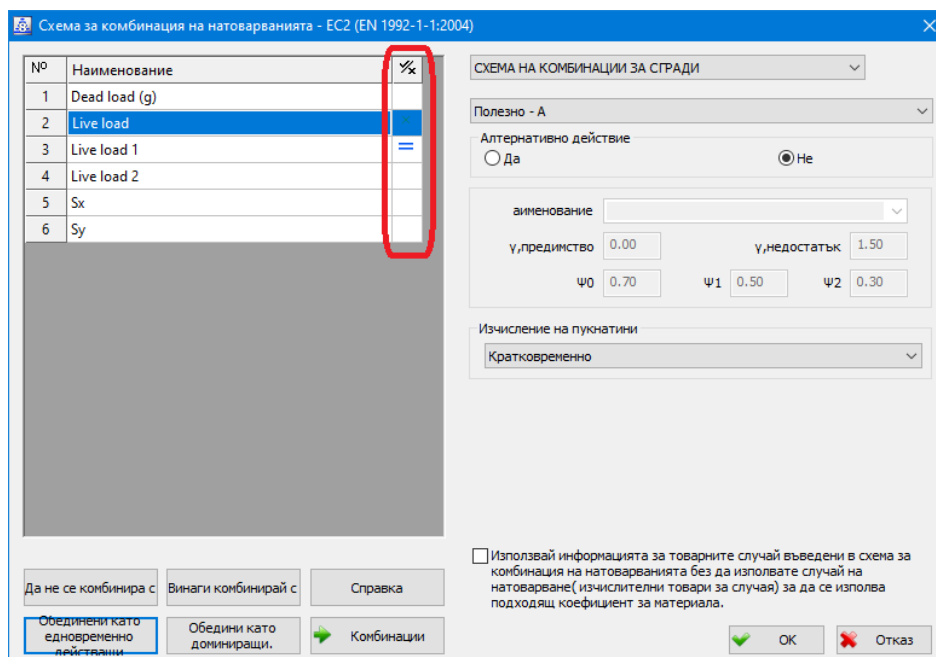 Схема за комбинация на натоварванията - EC2 (EN 1992-1-1:2004)
№ Наименование
1 Dead load (g)
2 Live load
3 Live load 1
4 Live load 2
5 Sx
6 Sy
СХЕМА НА КОМБИНАЦИИ ЗА СГРАДИ
Полезно - А
Алтернативно действие
Да Не
аименование
γ,предимство 0.00 γ,недостатък 1.50
Ψ0 0.70 Ψ1 0.50 Ψ2 0.30
Изчисление на пукнатини
Кратковременно
Използвай информацията за товарните случай въведени в схема за
комбинация на натоварванията без да изполвате случай на
натоварване( изчислителни товари за случая) за да се изполва
подходящ коефициент за материала.
Да не се комбинира с Винаги комбинирай с Справка
Обединени като
едновременно
действащи
Обедини като
доминиращи.
Комбинации
OK Отказ